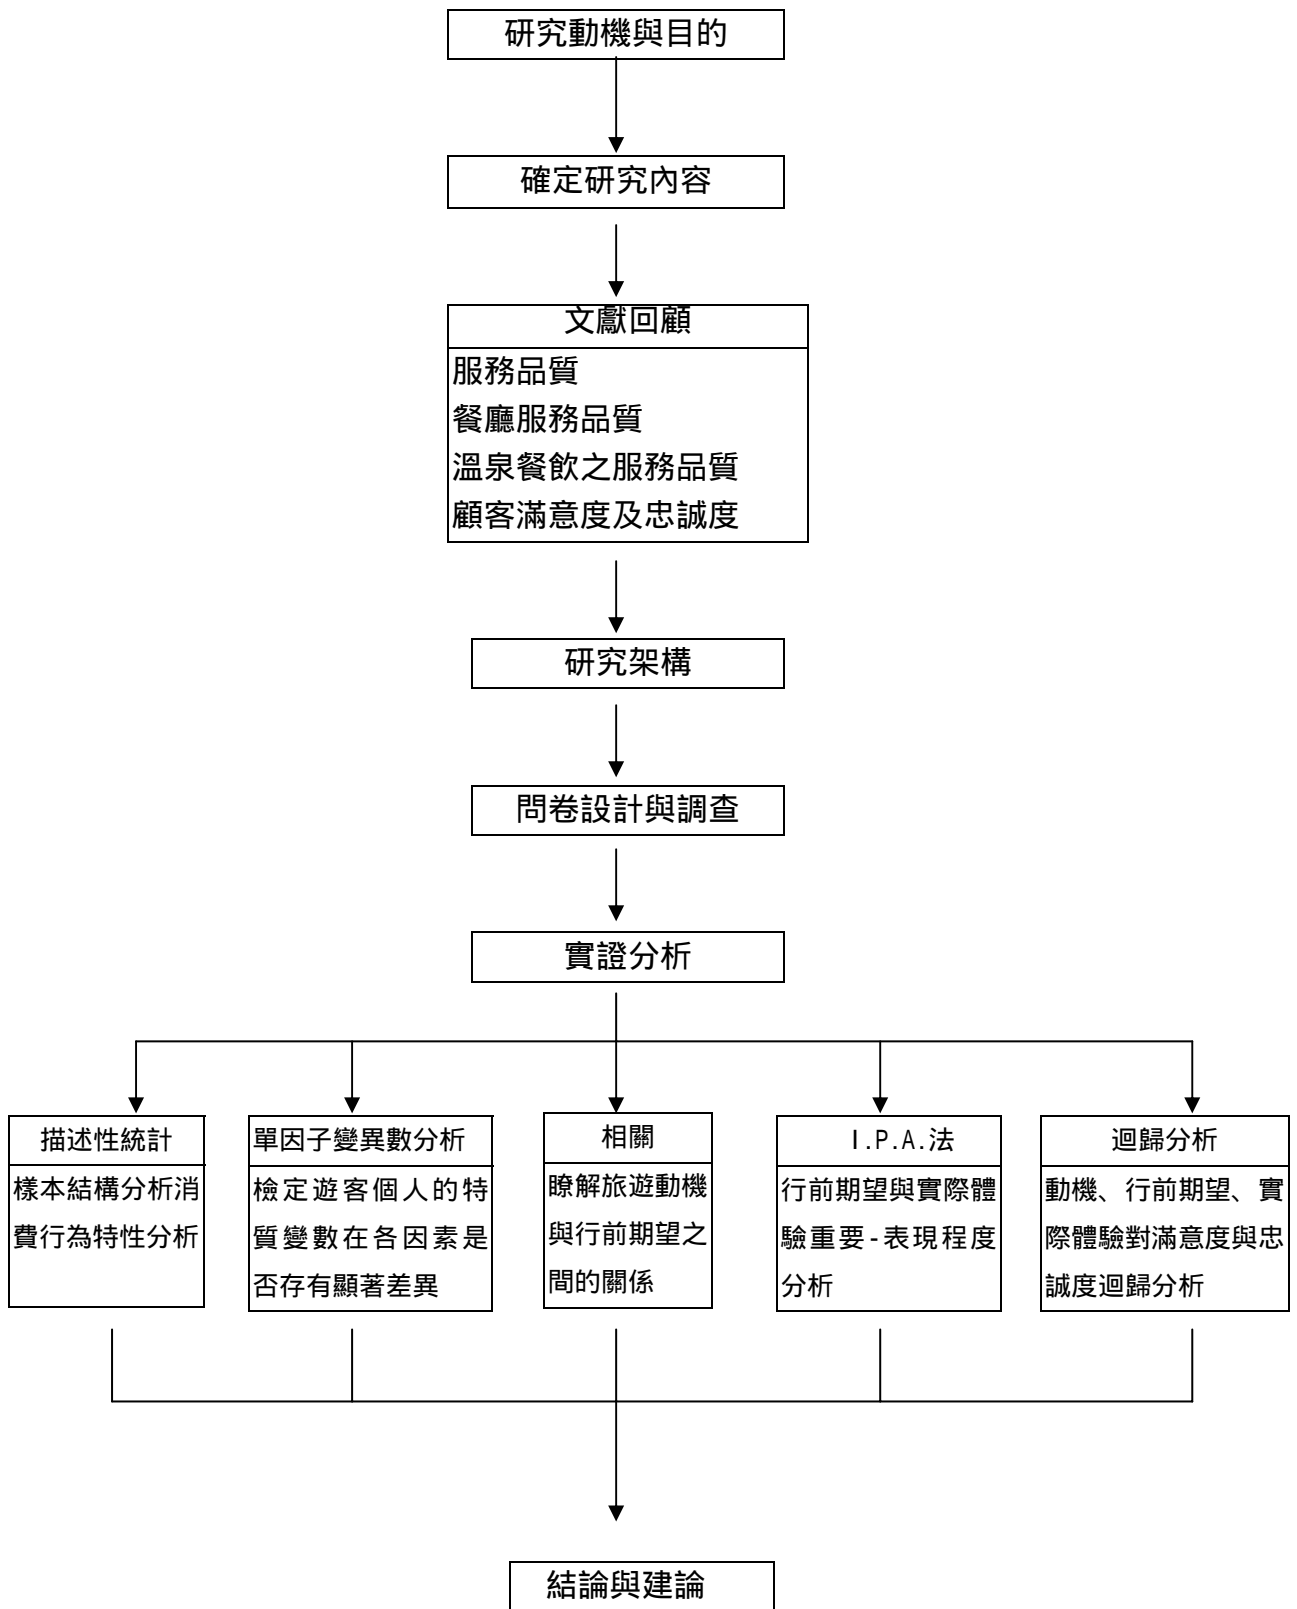 研究動機與目的
確定研究內容
文獻回顧
服務品質
餐廳服務品質
溫泉餐飲之服務品質
顧客滿意度及忠誠度
研究架構
問卷設計與調查
實證分析
描述性統計
樣本結構分析消
費行為特性分析
單因子變異數分析
檢定遊客個人的特
質變數在各因素是
否存有顯著差異
相關
瞭解旅遊動機
與行前期望之
間的關係
I.P.A.法
行前期望與實際體
驗重要-表現程度
分析
迴歸分析
動機、行前期望、實
際體驗對滿意度與忠
誠度迴歸分析
結論與建論